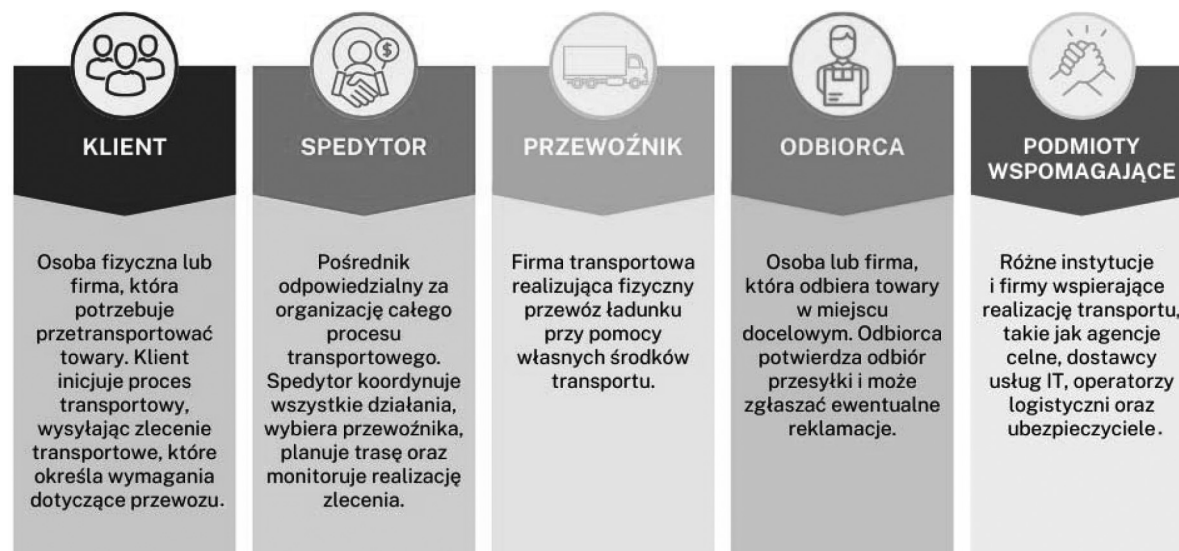 KLIENT
Osoba fizyczna lub
firma, która
potrzebuje
przetransportować
towary. Klient
inicjuje proces
transportowy,
wysyłając zlecenie
transportowe, które
określa wymagania
dotyczące przewozu.
SPEDYTOR
Pośrednik
odpowiedzialny za
organizację całego
procesu
transportowego.
Spedytor koordynuje
wszystkie działania,
wybiera przewoźnika,
planuje trasę oraz
monitoruje realizację
zlecenia.
PRZEWOŹNIK
Firma transportowa
realizująca fizyczny
przewóz ładunku
przy pomocy
własnych środków
transportu.
ODBIORCA
Osoba lub firma,
która odbiera towary
w miejscu
docelowym. Odbiorca
potwierdza odbiór
przesyłki i może
zgłaszać ewentualne
reklamacje.
PODMIOTY
WSPOMAGAJĄCE
Różne instytucje
i firmy wspierające
realizację transportu,
takie jak agencje
celne, dostawcy
usług IT, operatorzy
logistyczni oraz
ubezpieczyciele.